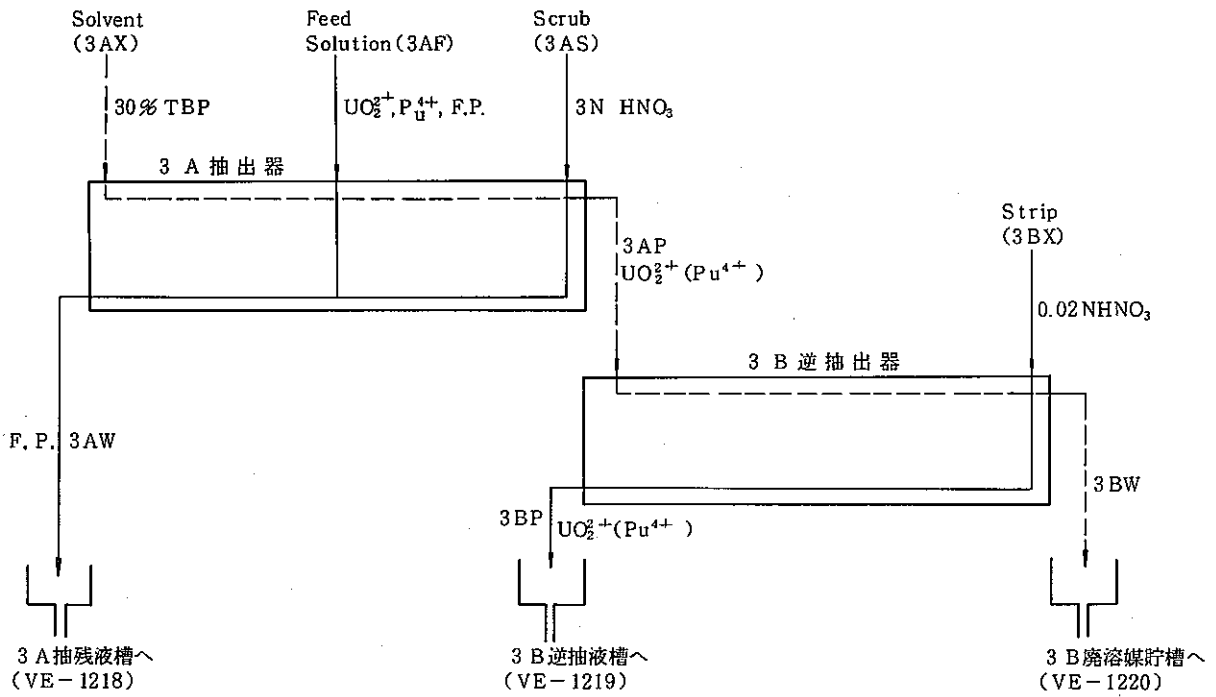 Solvent
(3AX)
Feed
Solution(3AF)
Scrub
(3AS)
30% TBP
UO₂²⁺,Pu⁴⁺, F.P.
3N HNO₃
3 A 抽出器
3AP
UO₂²⁺(Pu⁴⁺)
Strip
(3BX)
0.02NHNO₃
3 B 逆抽出器
F. P. 3AW
3BP
UO₂²⁺(Pu⁴⁺)
3BW
3 A抽残液槽へ
(VE-1218)
3 B逆抽液槽へ
(VE-1219)
3 B廃溶媒貯槽へ
(VE-1220)